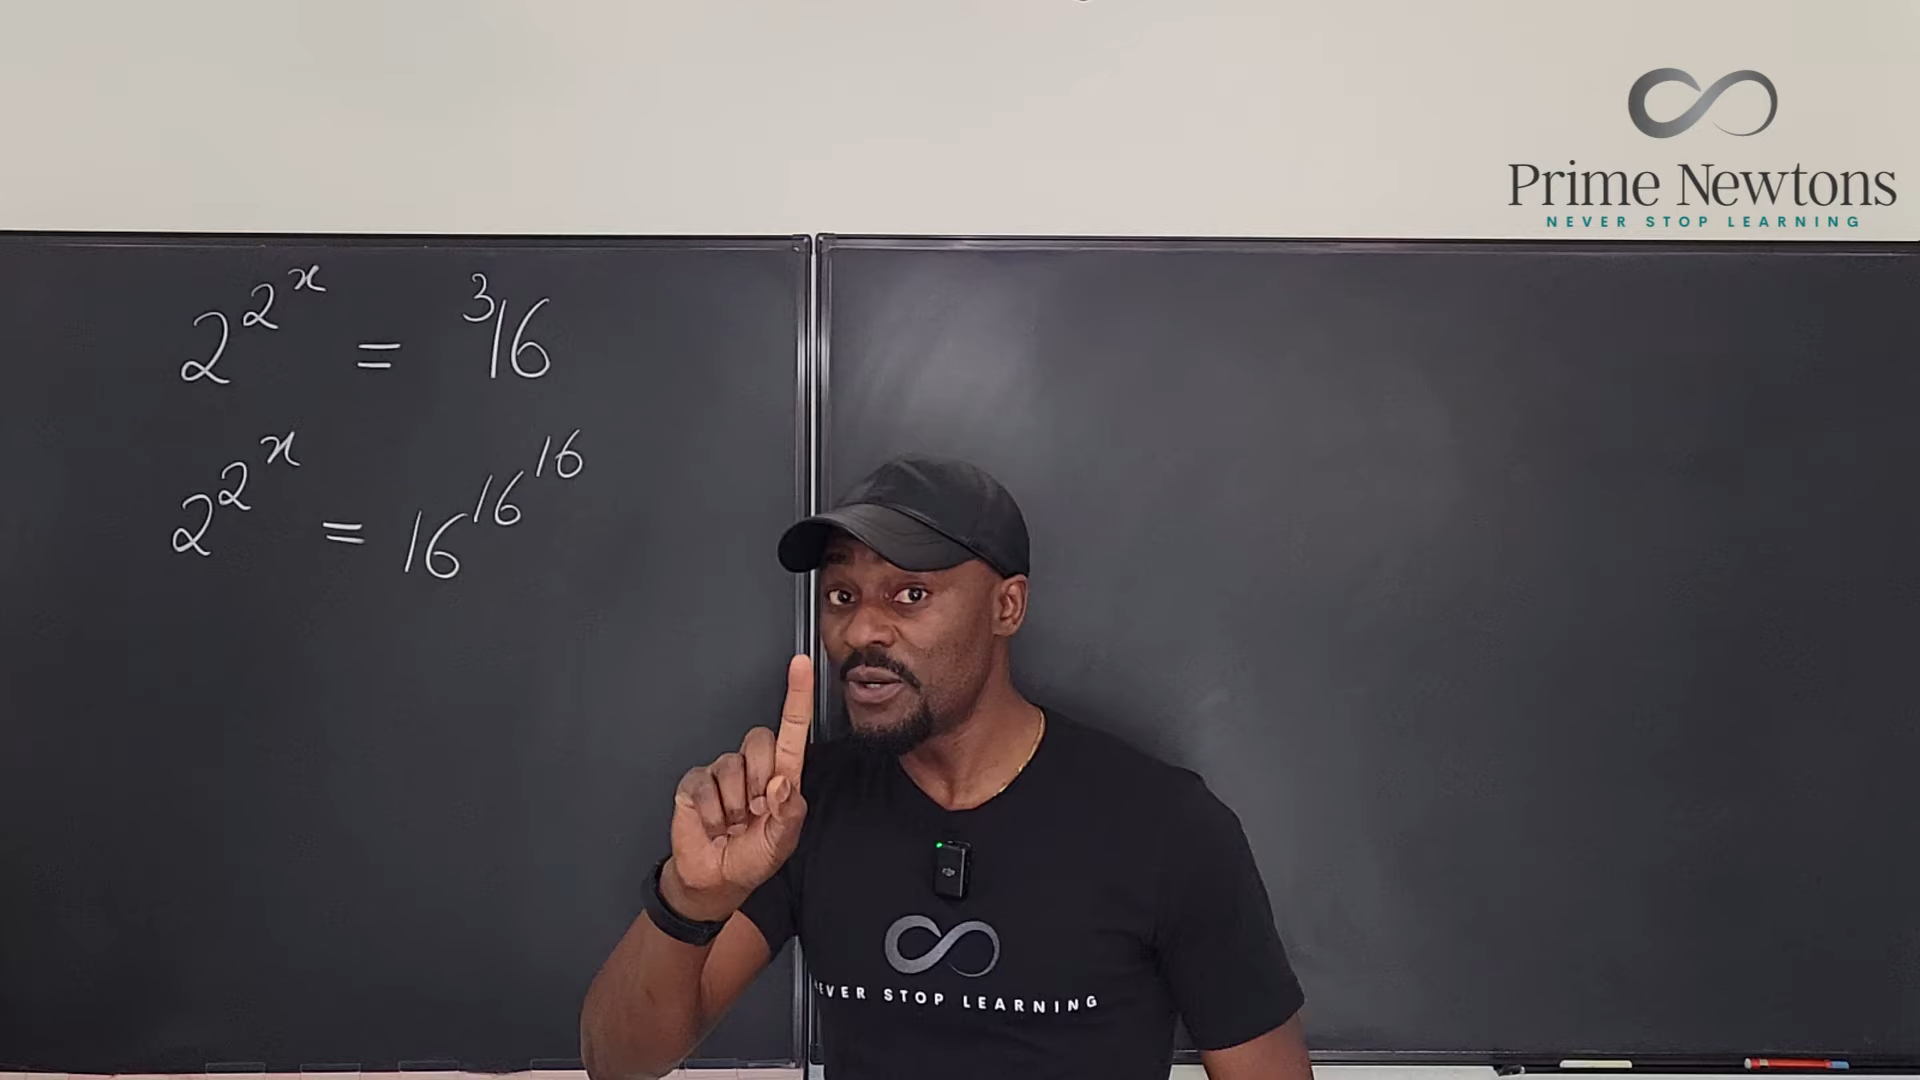 Prime Newtons
NEVER STOP LEARNING
2^{2^x} = ³16
2^{2^x} = 16^{16^{16}}
NEVER STOP LEARNING